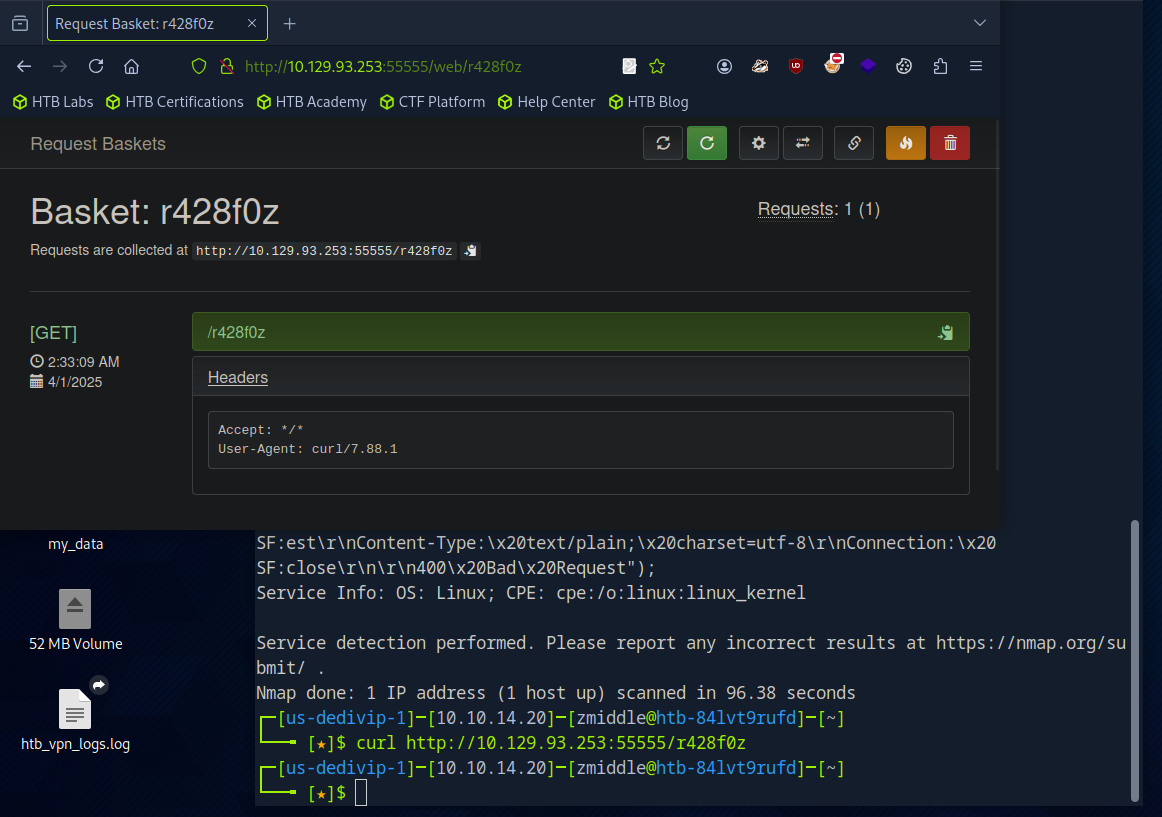 Request Basket: r428f0z
http://10.129.93.253:55555/web/r428f0z
HTB Labs HTB Certifications HTB Academy CTF Platform Help Center HTB Blog
Request Baskets
Basket: r428f0z
Requests: 1 (1)
Requests are collected at http://10.129.93.253:55555/r428f0z
[GET]
2:33:09 AM
4/1/2025
/r428f0z
Headers
Accept: */*
User-Agent: curl/7.88.1
my_data
52 MB Volume
htb_vpn_logs.log
SF:est\r\nContent-Type:\x20text/plain;\x20charset=utf-8\r\nConnection:\x20
SF:close\r\n\r\n400\x20Bad\x20Request");
Service Info: OS: Linux; CPE: cpe:/o:linux:linux_kernel
Service detection performed. Please report any incorrect results at https://nmap.org/su
bmit/ .
Nmap done: 1 IP address (1 host up) scanned in 96.38 seconds
┌─[us-dedivip-1]─[10.10.14.20]─[zmiddle@htb-84lvt9rufd]─[~]
└──╼ [★]$ curl http://10.129.93.253:55555/r428f0z
┌─[us-dedivip-1]─[10.10.14.20]─[zmiddle@htb-84lvt9rufd]─[~]
└──╼ [★]$